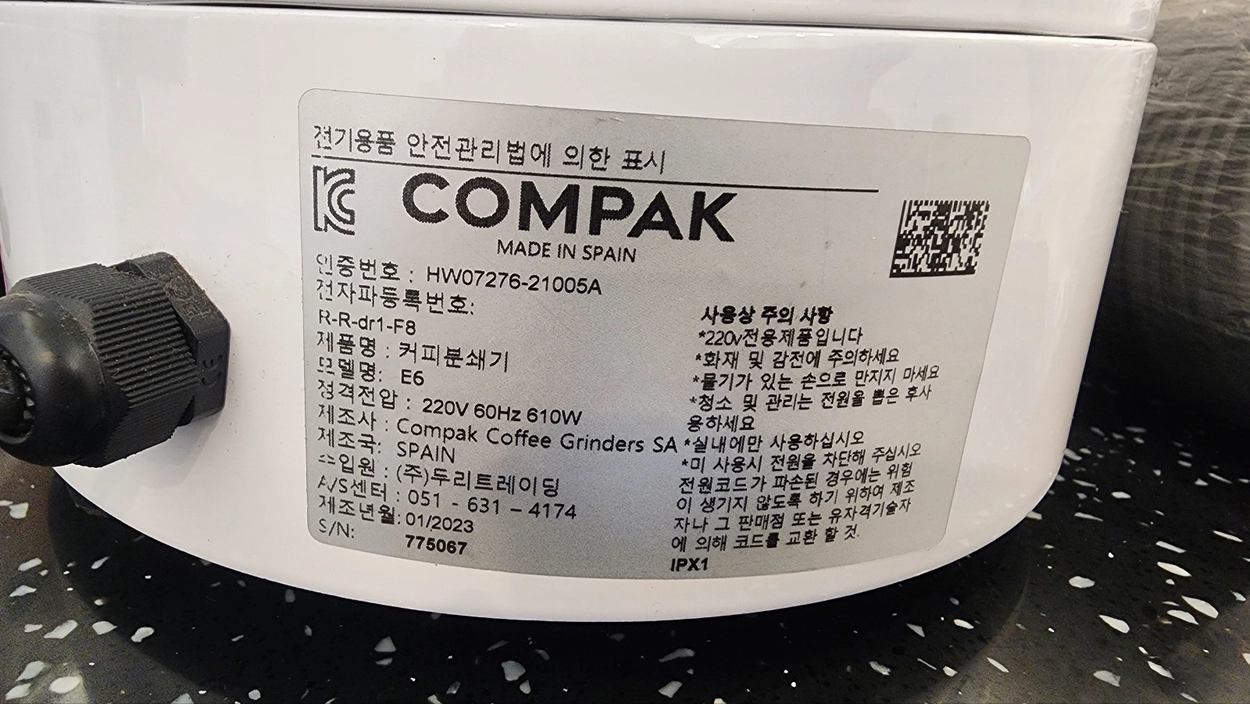 전기용품 안전관리법에 의한 표시
COMPAK
MADE IN SPAIN
인증번호 : HW07276-21005A
전자파등록번호:
R-R-dr1-F8
제품명 : 커피분쇄기
모델명: E6
정격전압 : 220V 60Hz 610W
제조사 : Compak Coffee Grinders SA
제조국: SPAIN
수입원 : (주)두리트레이딩
A/S센터 : 051 - 631 – 4174
제조년월: 01/2023
S/N: 775067
사용상 주의 사항
*220v전용제품입니다
*화재 및 감전에 주의하세요
*물기가 있는 손으로 만지지 마세요
*청소 및 관리는 전원을 뽑은 후사
용하세요
*실내에만 사용하십시오
*미 사용시 전원을 차단해 주십시오
전원코드가 파손된 경우에는 위험
이 생기지 않도록 하기 위하여 제조
자나 그 판매점 또는 유자격기술자
에 의해 코드를 교환 할 것.
IPX1